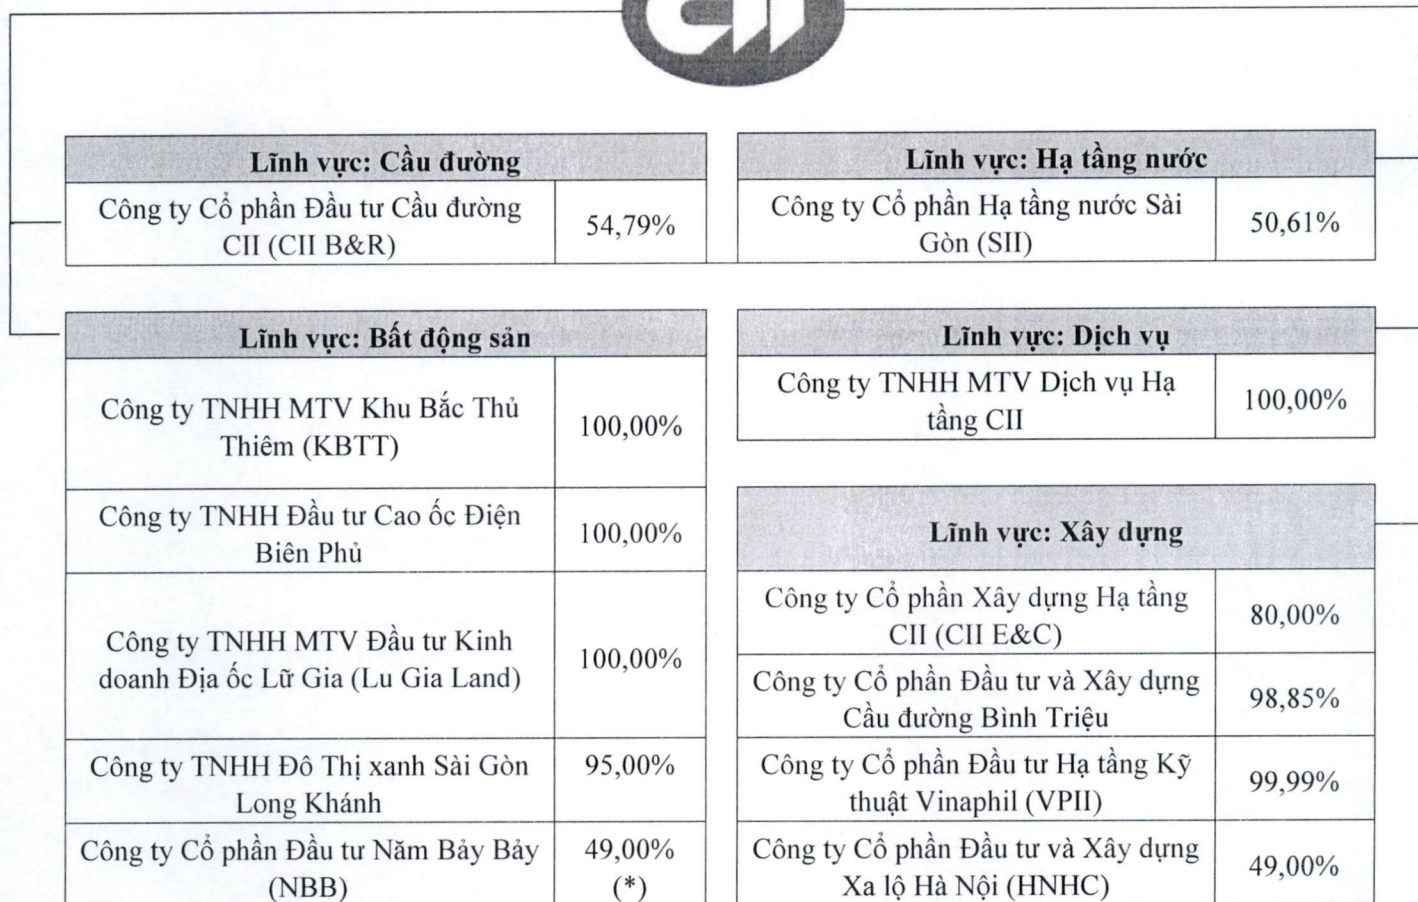 CII
Lĩnh vực: Cầu đường
Công ty Cổ phần Đầu tư Cầu đường
CII (CII B&R)
54,79%
Lĩnh vực: Hạ tầng nước
Công ty Cổ phần Hạ tầng nước Sài
Gòn (SII)
50,61%
Lĩnh vực: Bất động sản
Công ty TNHH MTV Khu Bắc Thủ
Thiêm (KBTT)
100,00%
Công ty TNHH Đầu tư Cao ốc Điện
Biên Phủ
100,00%
Công ty TNHH MTV Đầu tư Kinh
doanh Địa ốc Lữ Gia (Lu Gia Land)
100,00%
Công ty TNHH Đô Thị xanh Sài Gòn
Long Khánh
95,00%
Công ty Cổ phần Đầu tư Năm Bảy Bảy
(NBB)
49,00%
(*)
Lĩnh vực: Dịch vụ
Công ty TNHH MTV Dịch vụ Hạ
tầng CII
100,00%
Lĩnh vực: Xây dựng
Công ty Cổ phần Xây dựng Hạ tầng
CII (CII E&C)
80,00%
Công ty Cổ phần Đầu tư và Xây dựng
Cầu đường Bình Triệu
98,85%
Công ty Cổ phần Đầu tư Hạ tầng Kỹ
thuật Vinaphil (VPII)
99,99%
Công ty Cổ phần Đầu tư và Xây dựng
Xa lộ Hà Nội (HNHC)
49,00%